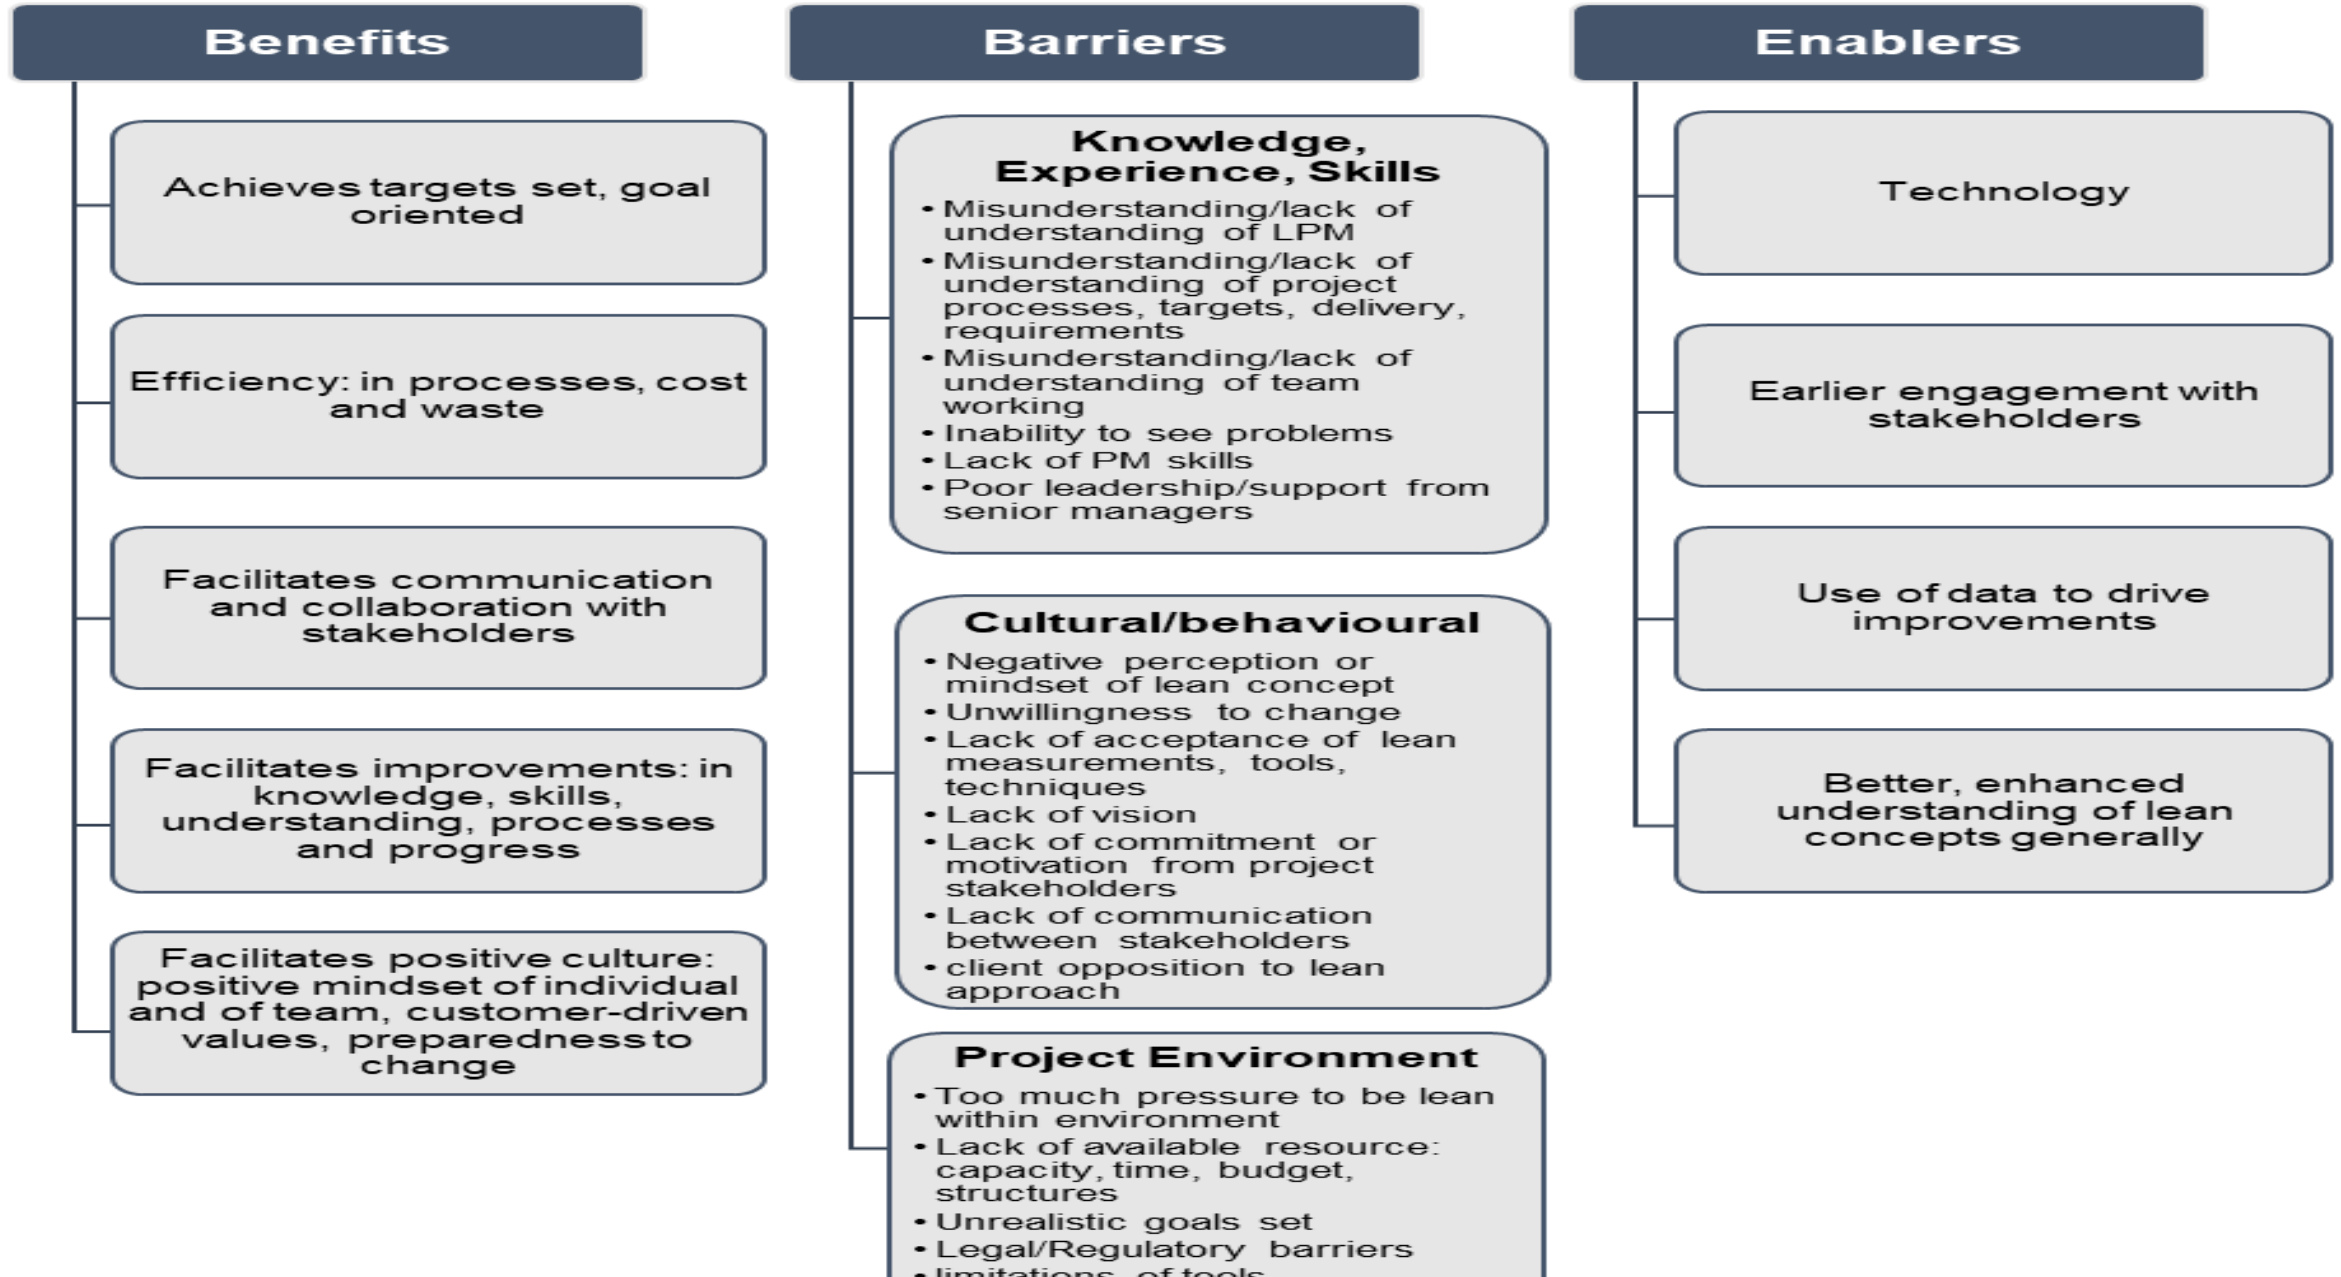 Benefits
Achieves targets set, goal
oriented
Efficiency: in processes, cost
and waste
Facilitates communication
and collaboration with
stakeholders
Facilitates improvements: in
knowledge, skills,
understanding, processes
and progress
Facilitates positive culture:
positive mindset of individual
and of team, customer-driven
values, preparedness to
change
Barriers
Knowledge,
Experience, Skills
• Misunderstanding/lack of
understanding of LPM
• Misunderstanding/lack of
understanding of project
processes, targets, delivery,
requirements
• Misunderstanding/lack of
understanding of team
working
• Inability to see problems
• Lack of PM skills
• Poor leadership/support from
senior managers
Cultural/behavioural
• Negative perception or
mindset of lean concept
• Unwillingness to change
• Lack of acceptance of lean
measurements, tools,
techniques
• Lack of vision
• Lack of commitment or
motivation from project
stakeholders
• Lack of communication
between stakeholders
• client opposition to lean
approach
Project Environment
• Too much pressure to be lean
within environment
• Lack of available resource:
capacity, time, budget,
structures
• Unrealistic goals set
• Legal/Regulatory barriers
• limitations of tools
Enablers
Technology
Earlier engagement with
stakeholders
Use of data to drive
improvements
Better, enhanced
understanding of lean
concepts generally